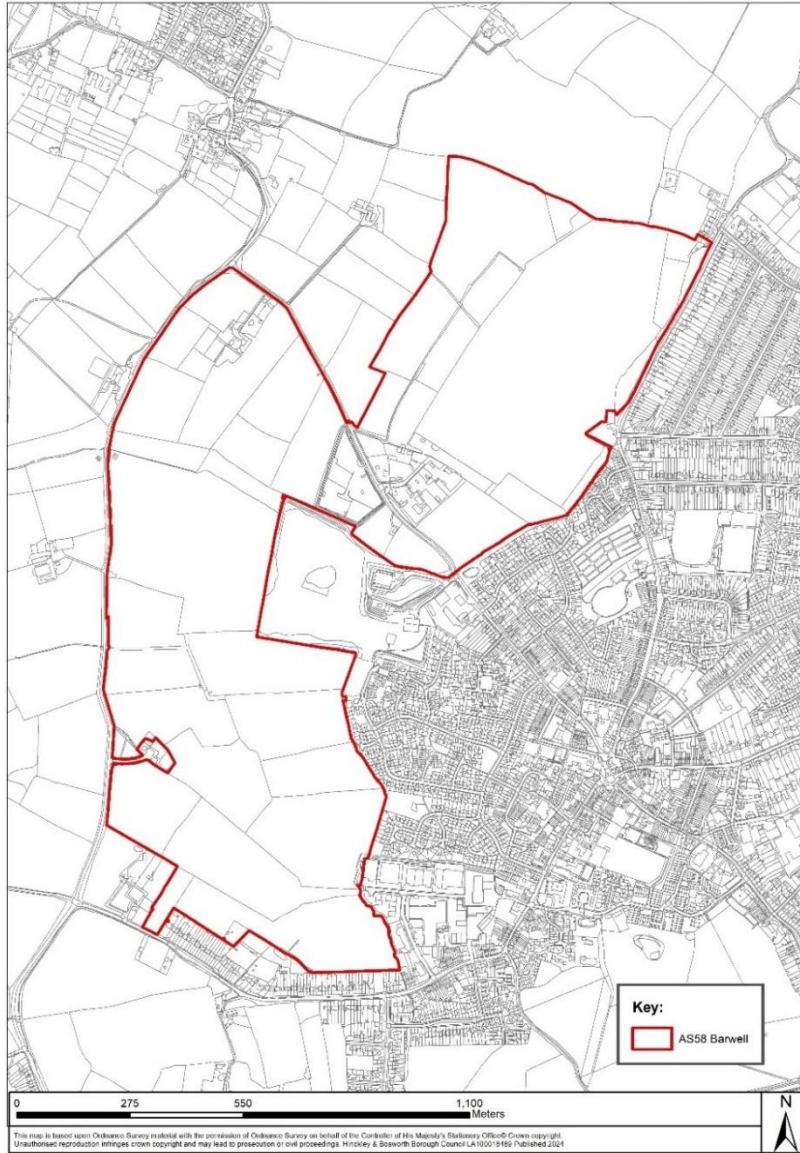 Key:
AS58 Barwell
0 275 550 1,100
Meters
N
This map is based upon Ordnance Survey material with the permission of Ordnance Survey on behalf of the Controller of His Majesty's Stationery Office© Crown copyright.
Unauthorised reproduction infringes crown copyright and may lead to prosecution or civil proceedings. Hinckley & Bosworth Borough Council LA100018489 Published 2024